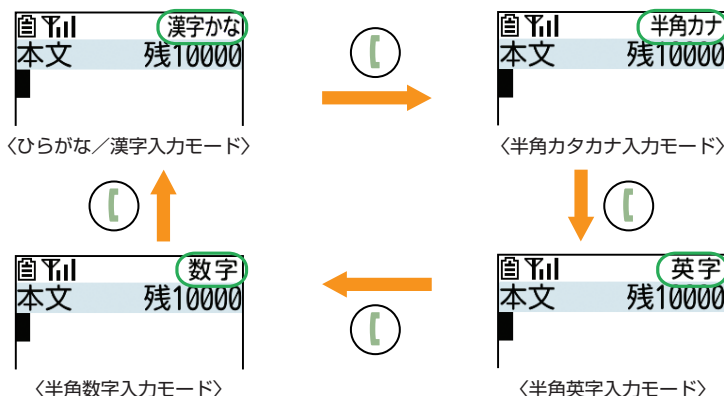 漢字かな
本文 残10000
〈ひらがな／漢字入力モード〉
半角カナ
本文 残10000
〈半角カタカナ入力モード〉
数字
本文 残10000
〈半角数字入力モード〉
英字
本文 残10000
〈半角英字入力モード〉